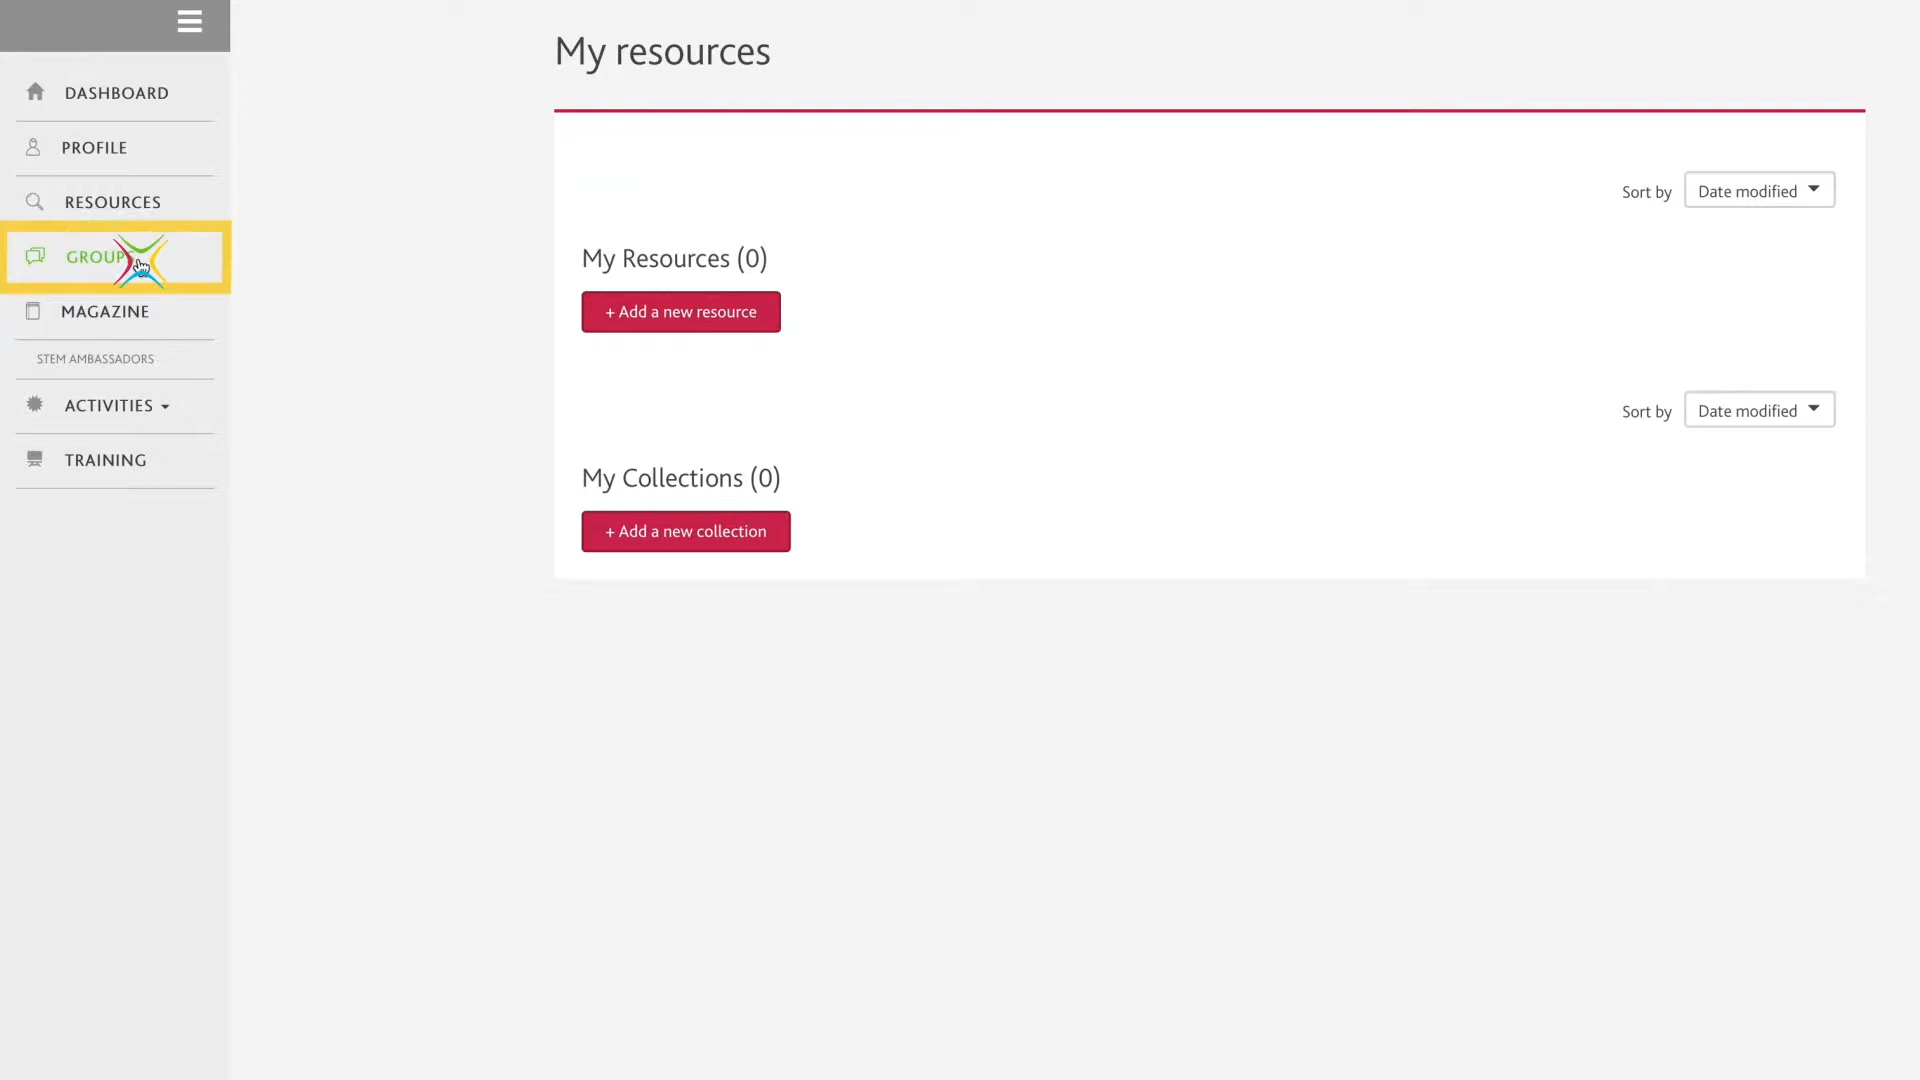 My resources
DASHBOARD
PROFILE
RESOURCES
GROUPS
MAGAZINE
STEM AMBASSADORS
ACTIVITIES
TRAINING
Sort by Date modified
My Resources (0)
+ Add a new resource
Sort by Date modified
My Collections (0)
+ Add a new collection